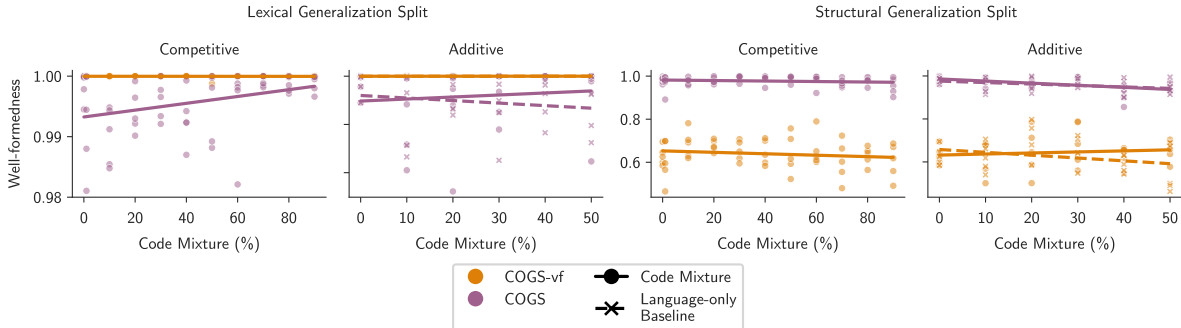 Lexical Generalization Split
Structural Generalization Split
Competitive
Additive
Competitive
Additive
Well-formedness
1.00
0.99
0.98
1.0
0.8
0.6
0 20 40 60 80
0 10 20 30 40 50
0 20 40 60 80
0 10 20 30 40 50
Code Mixture (%)
Code Mixture (%)
Code Mixture (%)
Code Mixture (%)
COGS-vf
COGS
Code Mixture
Language-only
Baseline